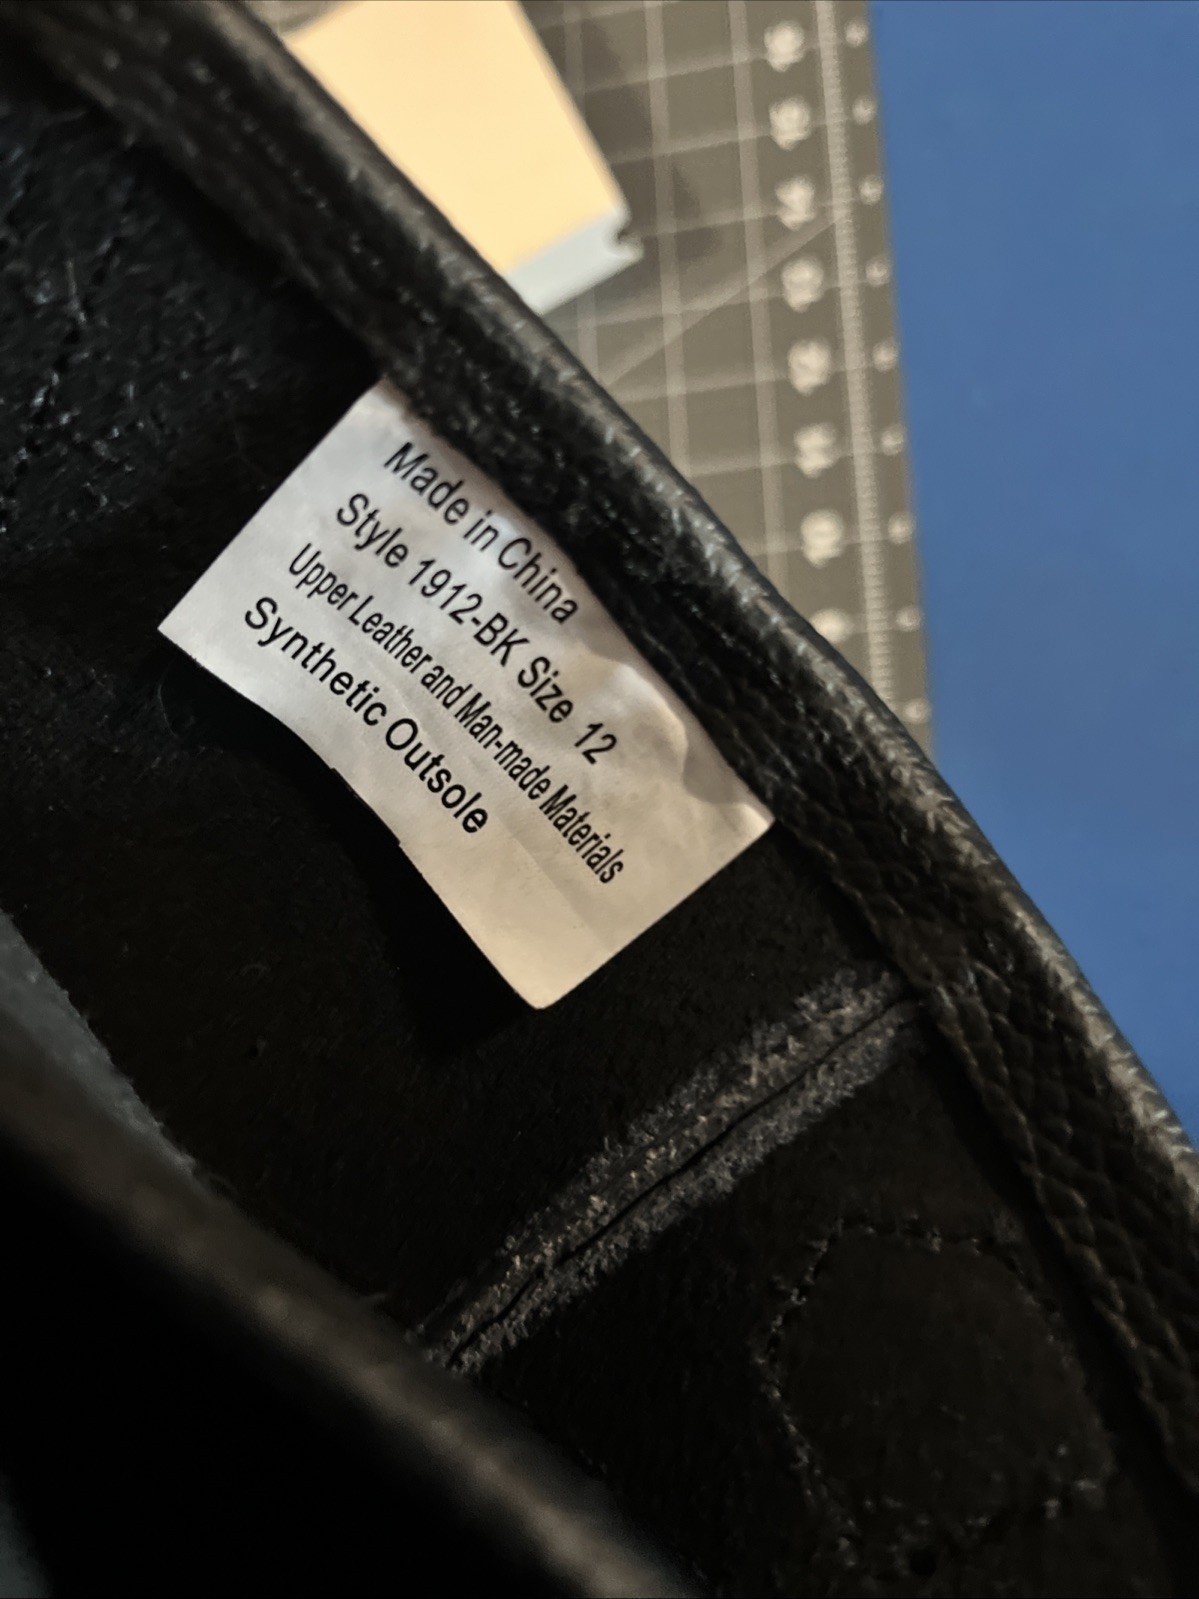 Made in China
Style 1912-BK Size 12
Upper Leather and Man-made Materials
Synthetic Outsole